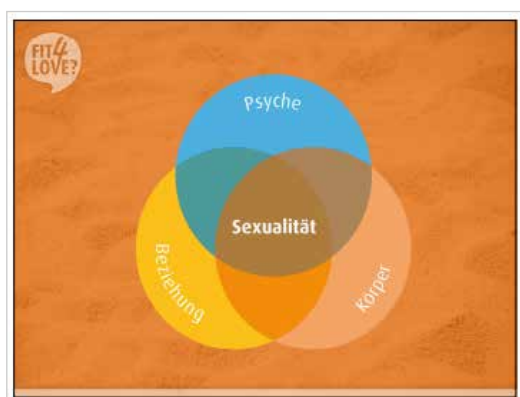 FIT4
LOVE?
Psyche
Sexualität
Beziehung
Körper